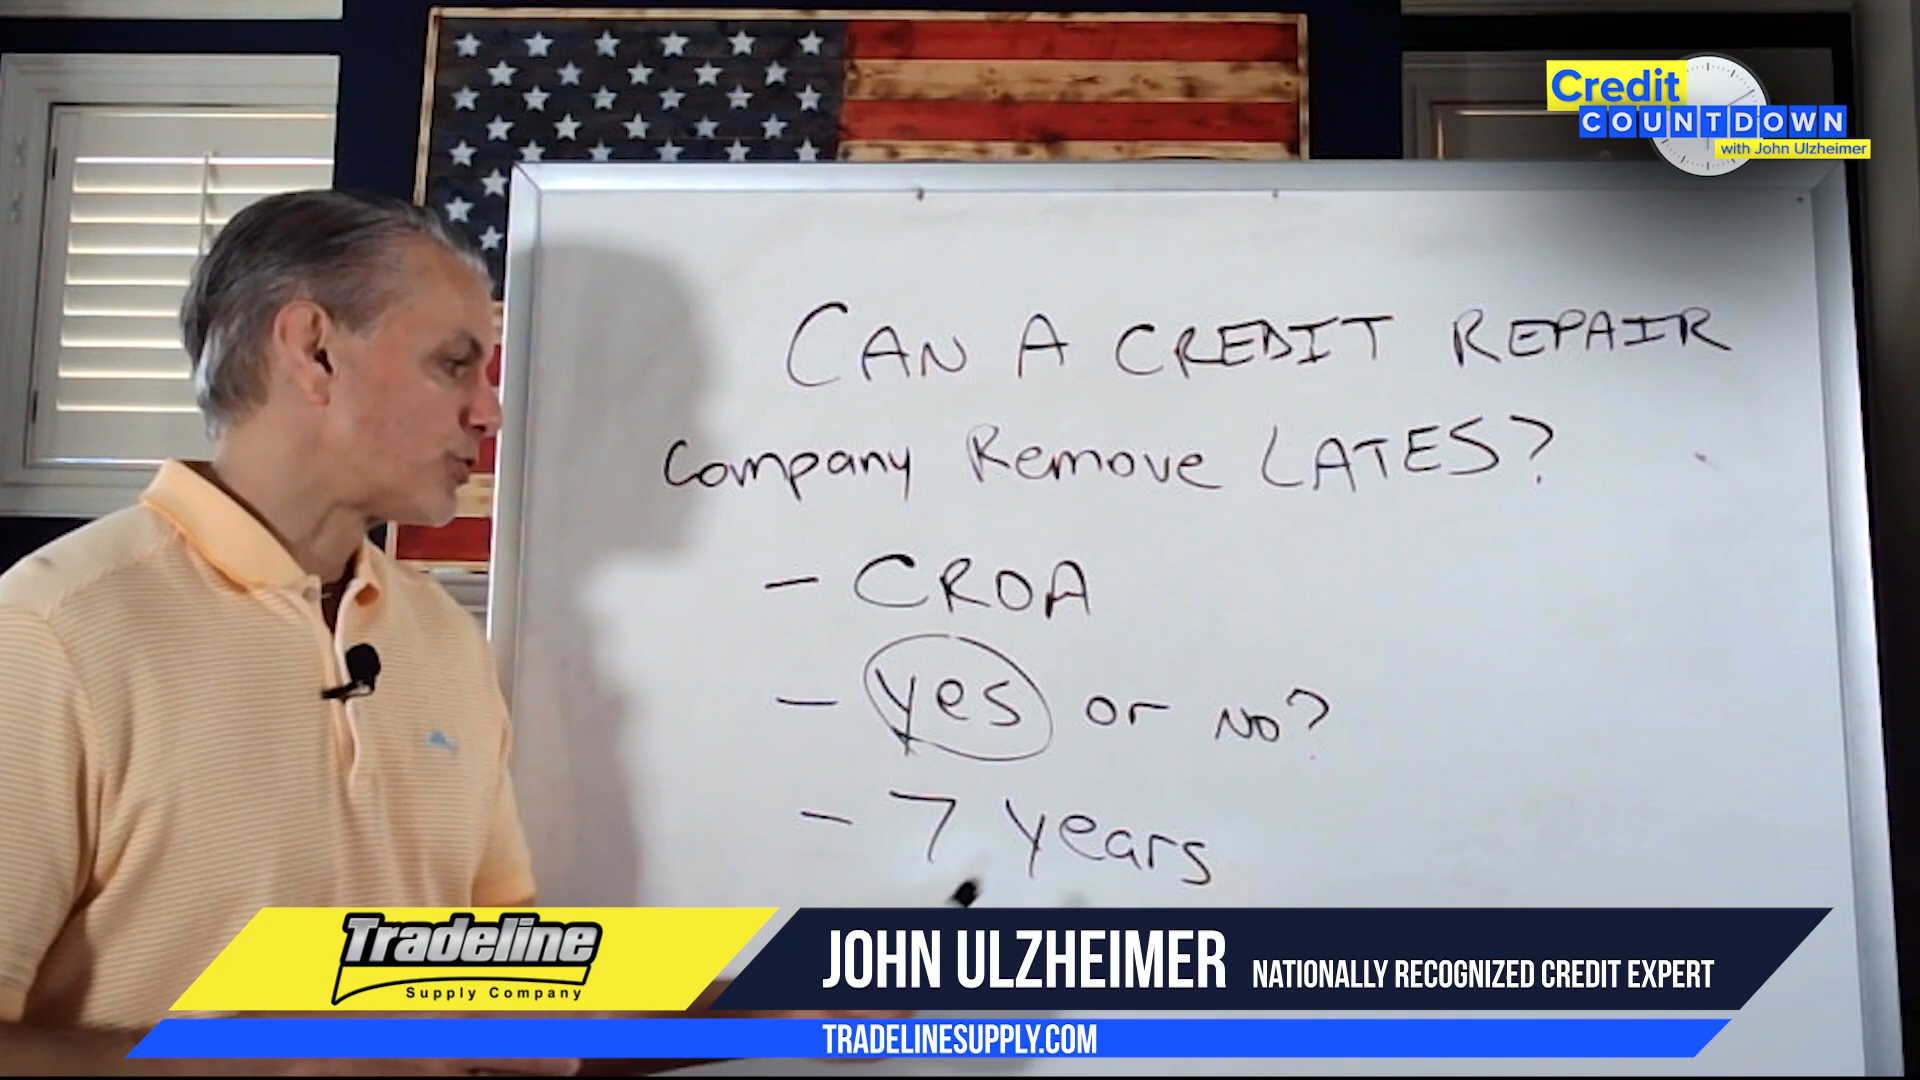 Credit
COUNTDOWN
with John Ulzheimer
CAN A CREDIT REPAIR
Company Remove LATES?
- CROA
- yes or no?
- 7 years
Tradeline
Supply Company
JOHN ULZHEIMER NATIONALLY RECOGNIZED CREDIT EXPERT
TRADELINESUPPLY.COM